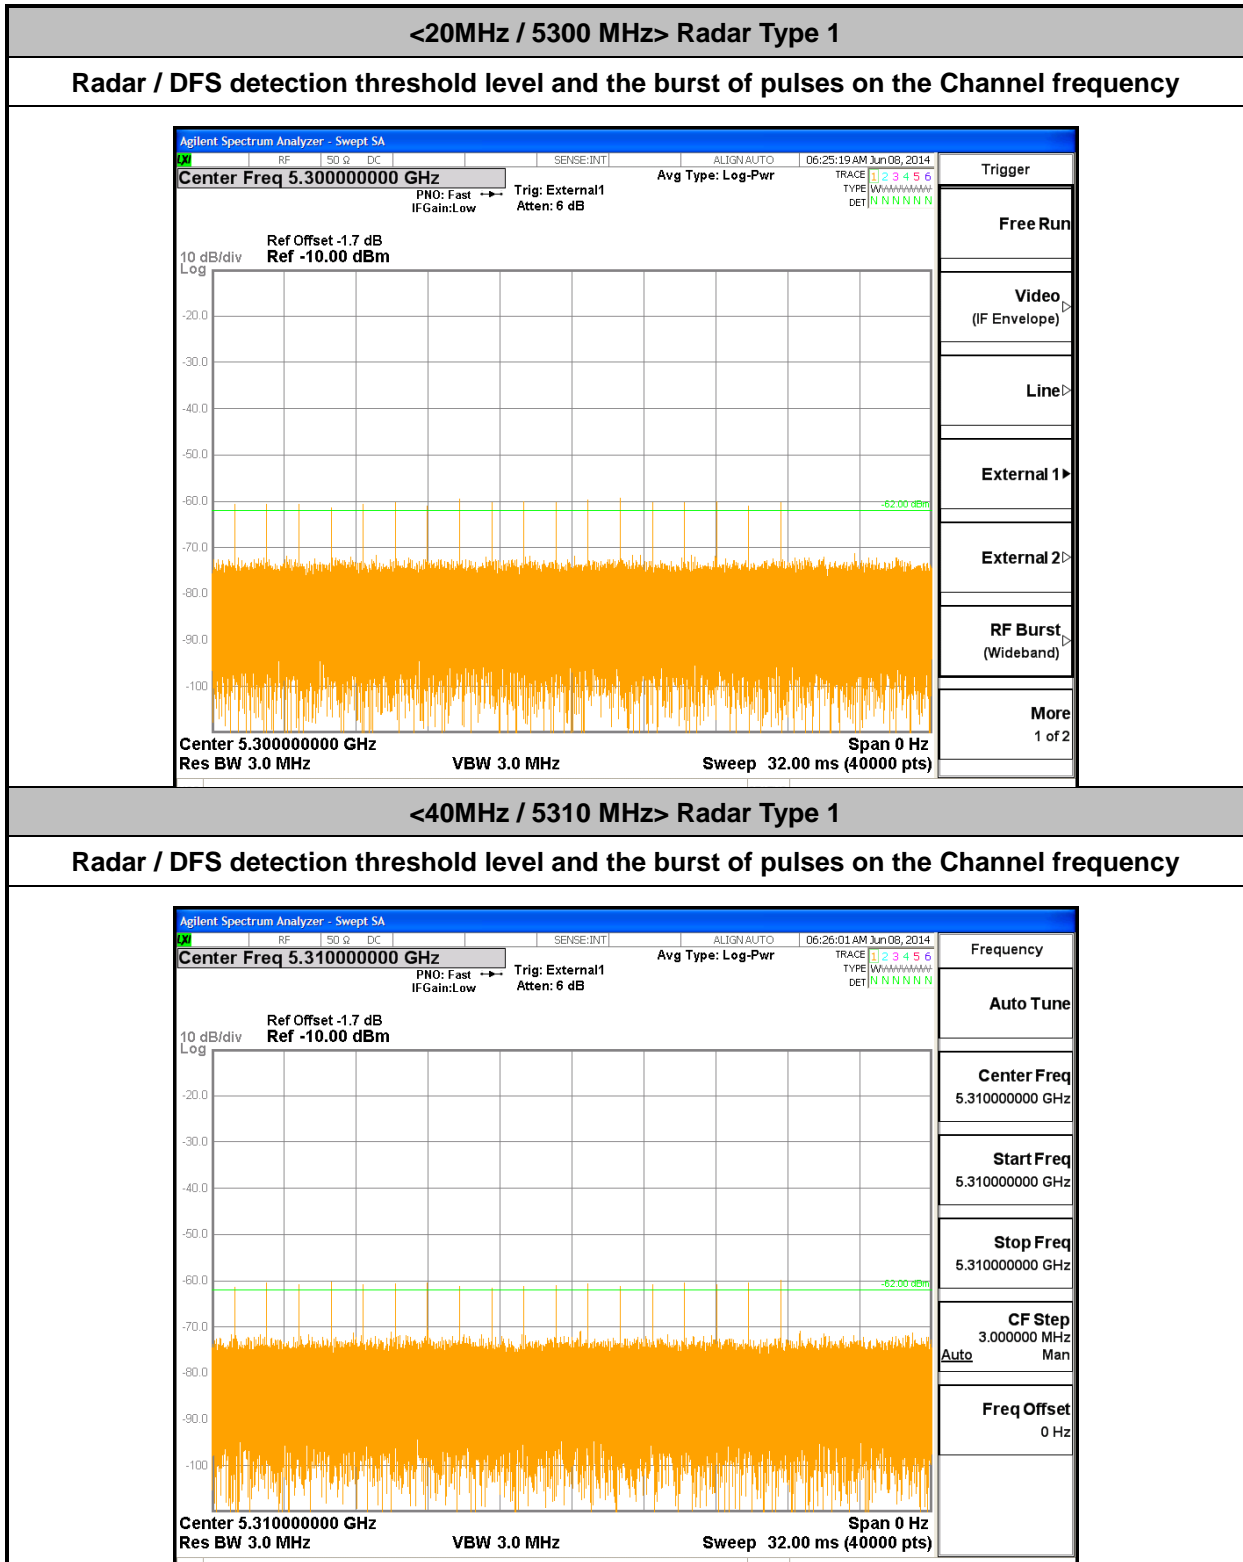 <20MHz / 5300 MHz> Radar Type 1
Radar / DFS detection threshold level and the burst of pulses on the Channel frequency
Agilent Spectrum Analyzer - Swept SA
LXI RF 50 Ω DC SENSE:INT ALIGN AUTO 06:25:19 AM Jun 08, 2014
Center Freq 5.300000000 GHz
Avg Type: Log-Pwr
TRACE 1 2 3 4 5 6
TYPE
DET N N N N N N
PNO: Fast
IFGain:Low
Trig: External1
Atten: 6 dB
Ref Offset -1.7 dB
10 dB/div Ref -10.00 dBm
Log
-20.0
-30.0
-40.0
-50.0
-60.0
-62.00 dBm
-70.0
-80.0
-90.0
-100
Center 5.300000000 GHz Span 0 Hz
Res BW 3.0 MHz VBW 3.0 MHz Sweep 32.00 ms (40000 pts)
Trigger
Free Run
Video
(IF Envelope)
Line
External 1
External 2
RF Burst
(Wideband)
More
1 of 2
<40MHz / 5310 MHz> Radar Type 1
Radar / DFS detection threshold level and the burst of pulses on the Channel frequency
Agilent Spectrum Analyzer - Swept SA
LXI RF 50 Ω DC SENSE:INT ALIGN AUTO 06:26:01 AM Jun 08, 2014
Center Freq 5.310000000 GHz
Avg Type: Log-Pwr
TRACE 1 2 3 4 5 6
TYPE
DET N N N N N N
PNO: Fast
IFGain:Low
Trig: External1
Atten: 6 dB
Ref Offset -1.7 dB
10 dB/div Ref -10.00 dBm
Log
-20.0
-30.0
-40.0
-50.0
-60.0
-62.00 dBm
-70.0
-80.0
-90.0
-100
Center 5.310000000 GHz Span 0 Hz
Res BW 3.0 MHz VBW 3.0 MHz Sweep 32.00 ms (40000 pts)
Frequency
Auto Tune
Center Freq
5.310000000 GHz
Start Freq
5.310000000 GHz
Stop Freq
5.310000000 GHz
CF Step
3.000000 MHz
Auto Man
Freq Offset
0 Hz